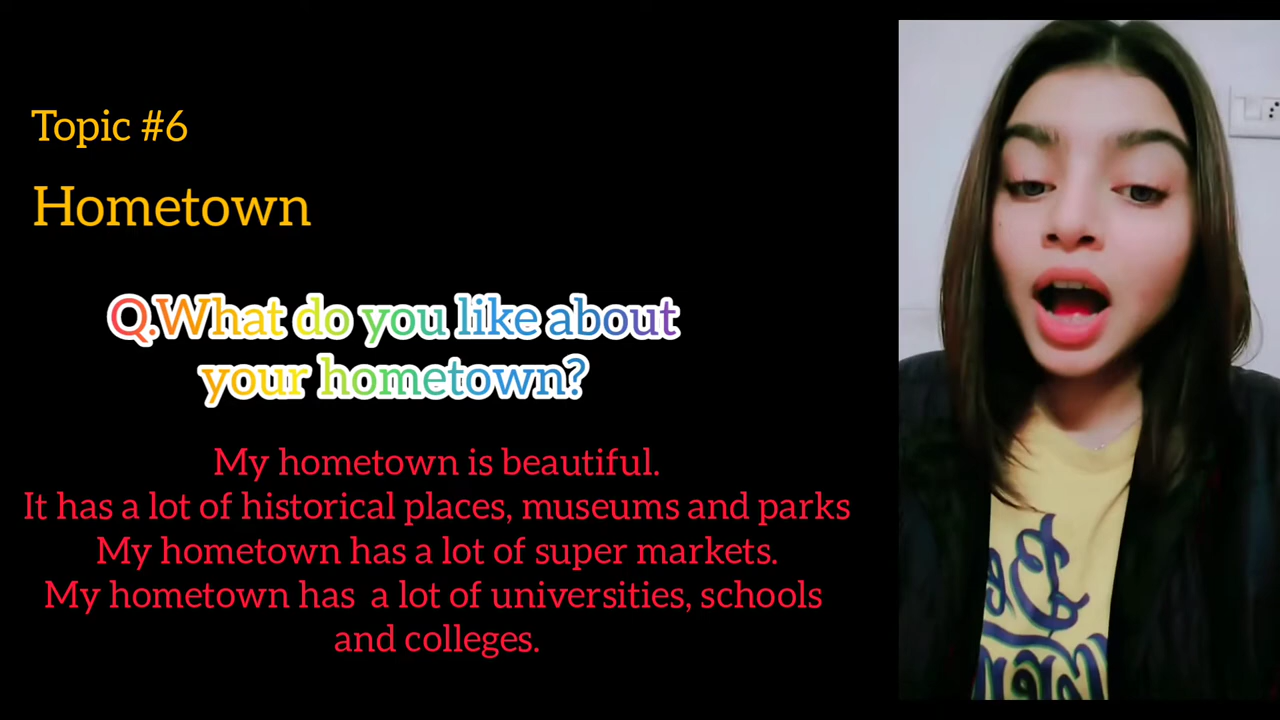 Topic #6
Hometown
Q.What do you like about
your hometown?
My hometown is beautiful.
It has a lot of historical places, museums and parks
My hometown has a lot of super markets.
My hometown has a lot of universities, schools
and colleges.